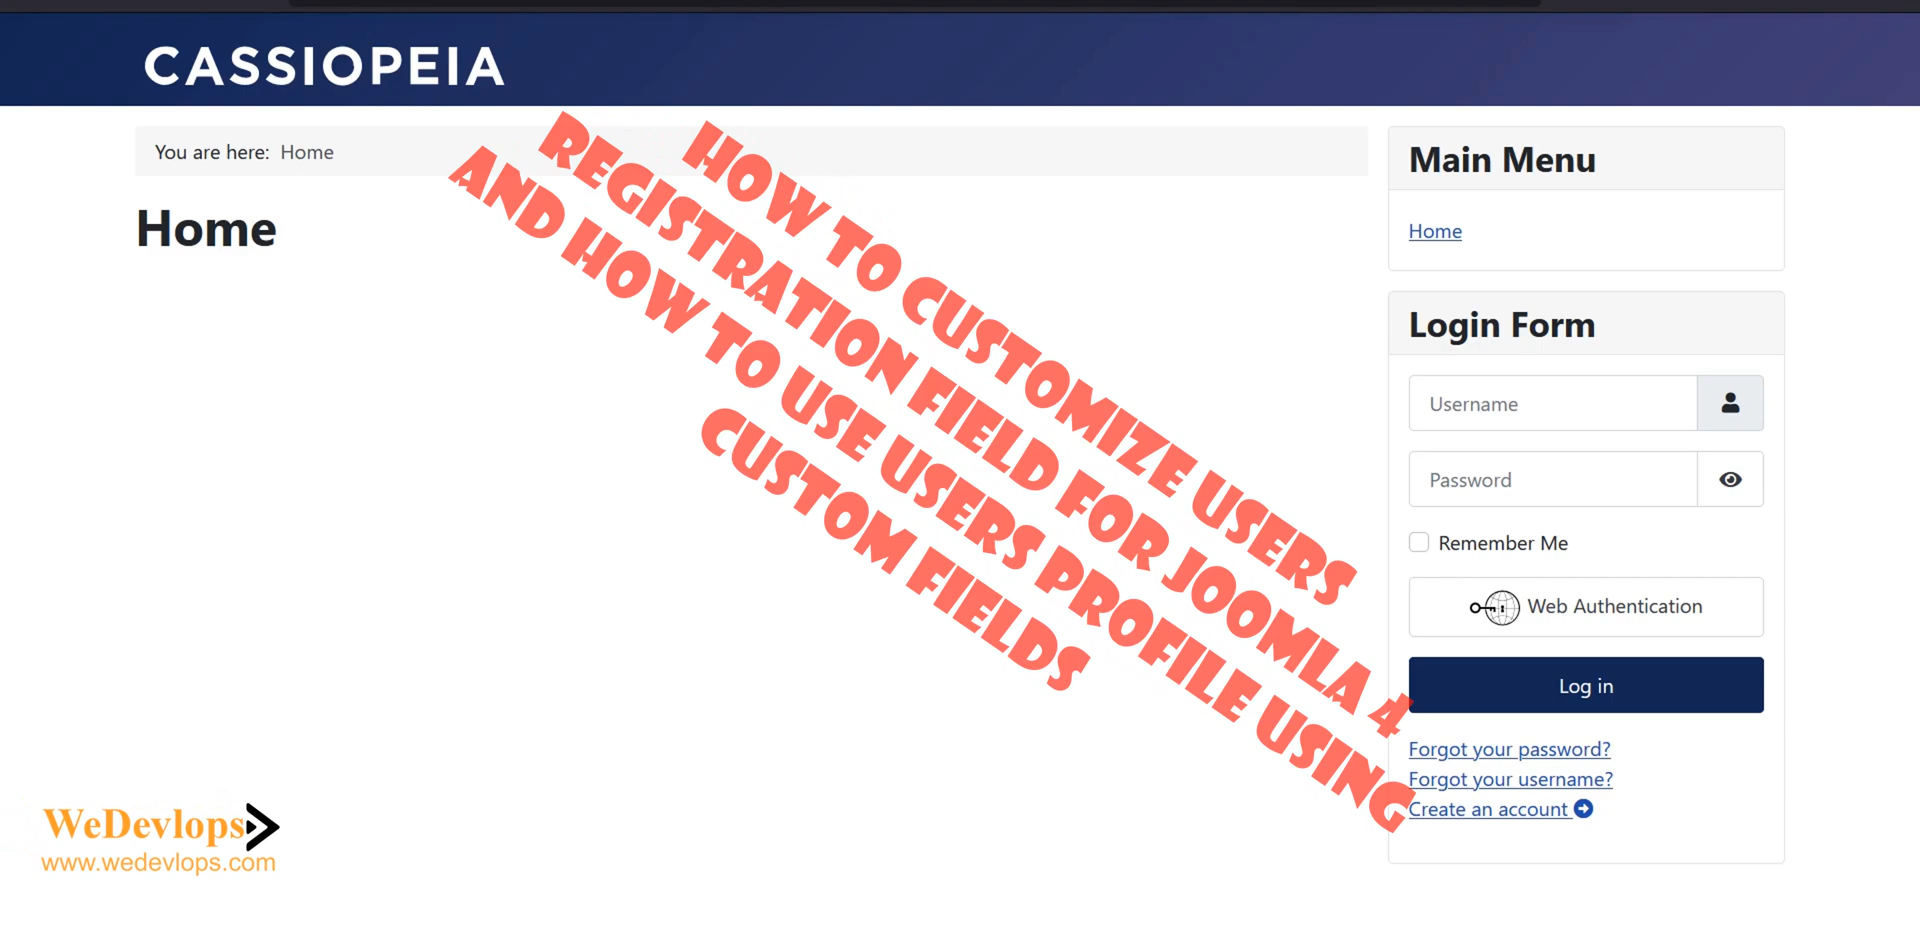 CASSIOPEIA
You are here: Home
Home
HOW TO CUSTOMIZE USERS
REGISTRATION FIELD FOR JOOMLA 4
AND HOW TO USE USERS PROFILE USING
CUSTOM FIELDS
Main Menu
Home
Login Form
Username
Password
Remember Me
Web Authentication
Log in
Forgot your password?
Forgot your username?
Create an account
WeDevlops
www.wedevlops.com